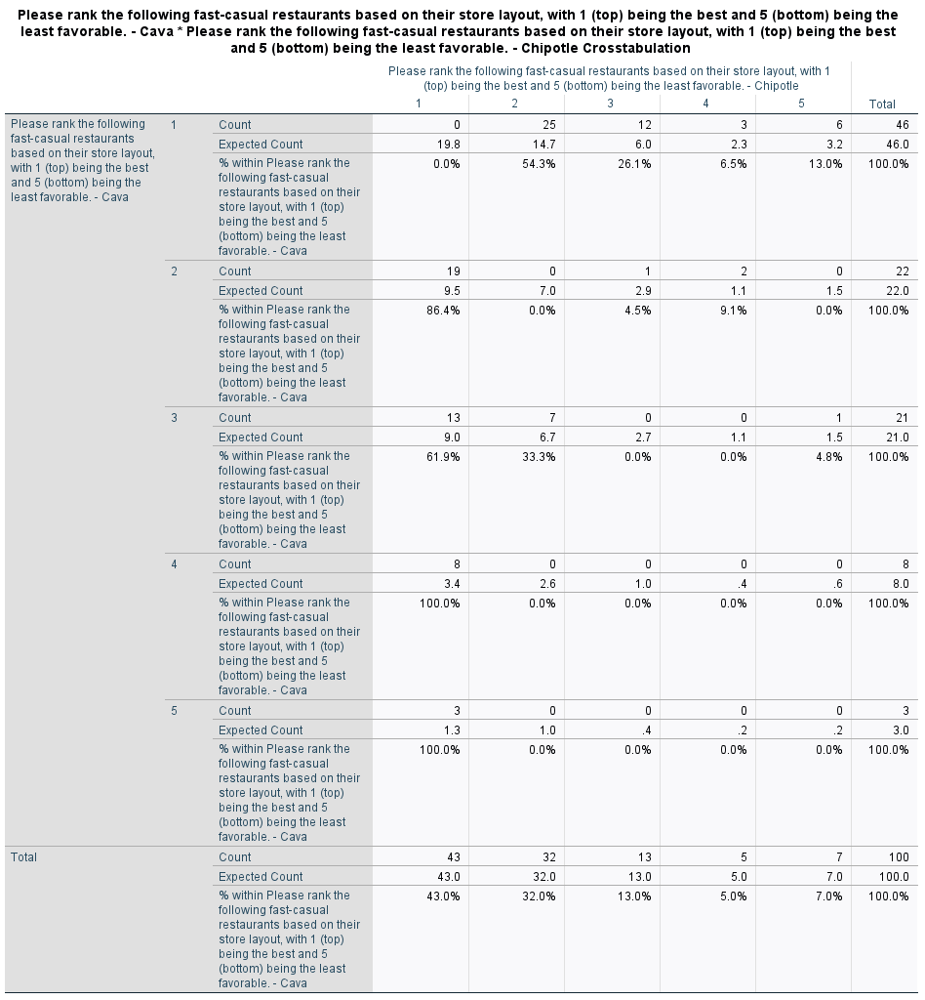 Please rank the following fast-casual restaurants based on their store layout, with 1 (top) being the best and 5 (bottom) being the
least favorable. - Cava * Please rank the following fast-casual restaurants based on their store layout, with 1 (top) being the best
and 5 (bottom) being the least favorable. - Chipotle Crosstabulation
Please rank the following fast-casual restaurants based on their store layout, with 1
(top) being the best and 5 (bottom) being the least favorable. - Chipotle
1 2 3 4 5 Total
Please rank the following
fast-casual restaurants
based on their store layout,
with 1 (top) being the best
and 5 (bottom) being the
least favorable. - Cava
1 Count 0 25 12 3 6 46
Expected Count 19.8 14.7 6.0 2.3 3.2 46.0
% within Please rank the 0.0% 54.3% 26.1% 6.5% 13.0% 100.0%
following fast-casual
restaurants based on their
store layout, with 1 (top)
being the best and 5
(bottom) being the least
favorable. - Cava
2 Count 19 0 1 2 0 22
Expected Count 9.5 7.0 2.9 1.1 1.5 22.0
% within Please rank the 86.4% 0.0% 4.5% 9.1% 0.0% 100.0%
following fast-casual
restaurants based on their
store layout, with 1 (top)
being the best and 5
(bottom) being the least
favorable. - Cava
3 Count 13 7 0 0 1 21
Expected Count 9.0 6.7 2.7 1.1 1.5 21.0
% within Please rank the 61.9% 33.3% 0.0% 0.0% 4.8% 100.0%
following fast-casual
restaurants based on their
store layout, with 1 (top)
being the best and 5
(bottom) being the least
favorable. - Cava
4 Count 8 0 0 0 0 8
Expected Count 3.4 2.6 1.0 .4 .6 8.0
% within Please rank the 100.0% 0.0% 0.0% 0.0% 0.0% 100.0%
following fast-casual
restaurants based on their
store layout, with 1 (top)
being the best and 5
(bottom) being the least
favorable. - Cava
5 Count 3 0 0 0 0 3
Expected Count 1.3 1.0 .4 .2 .2 3.0
% within Please rank the 100.0% 0.0% 0.0% 0.0% 0.0% 100.0%
following fast-casual
restaurants based on their
store layout, with 1 (top)
being the best and 5
(bottom) being the least
favorable. - Cava
Total Count 43 32 13 5 7 100
Expected Count 43.0 32.0 13.0 5.0 7.0 100.0
% within Please rank the 43.0% 32.0% 13.0% 5.0% 7.0% 100.0%
following fast-casual
restaurants based on their
store layout, with 1 (top)
being the best and 5
(bottom) being the least
favorable. - Cava